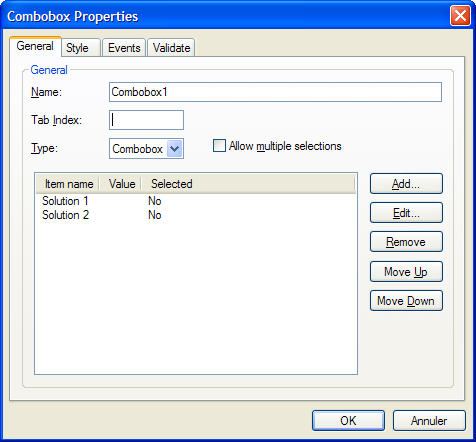 Combobox Properties
General Style Events Validate
General
Name: Combobox1
Tab Index:
Type: Combobox Allow multiple selections
Item name Value Selected
Solution 1 No
Solution 2 No
Add...
Edit...
Remove
Move Up
Move Down
OK Annuler